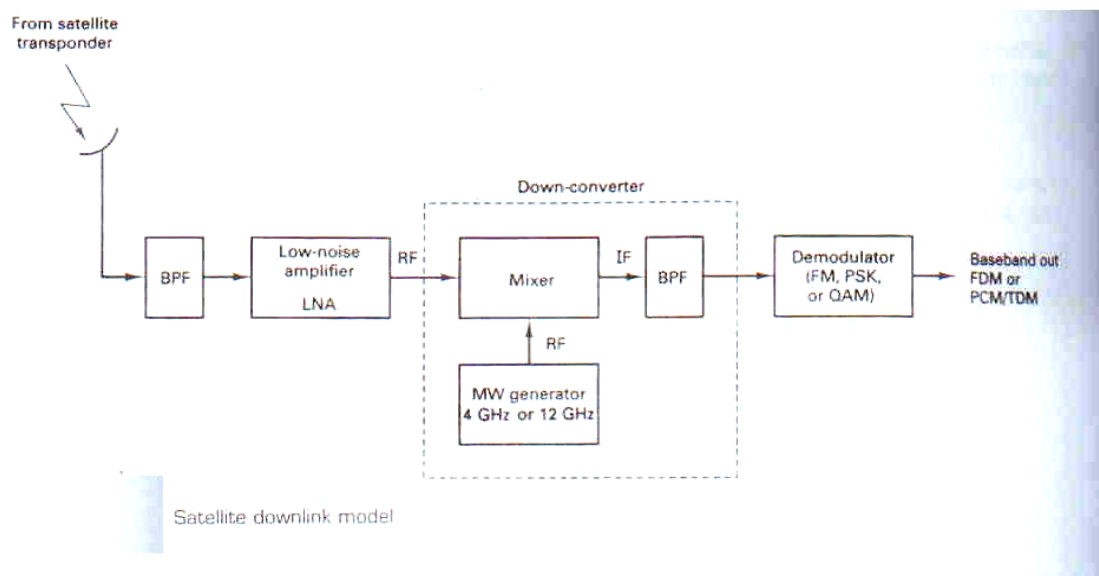 From satellite
transponder
Down-converter
BPF
Low-noise
amplifier
LNA
RF
Mixer
IF
BPF
Demodulator
(FM, PSK,
or QAM)
Baseband out
FDM or
PCM/TDM
RF
MW generator
4 GHz or 12 GHz
Satellite downlink model